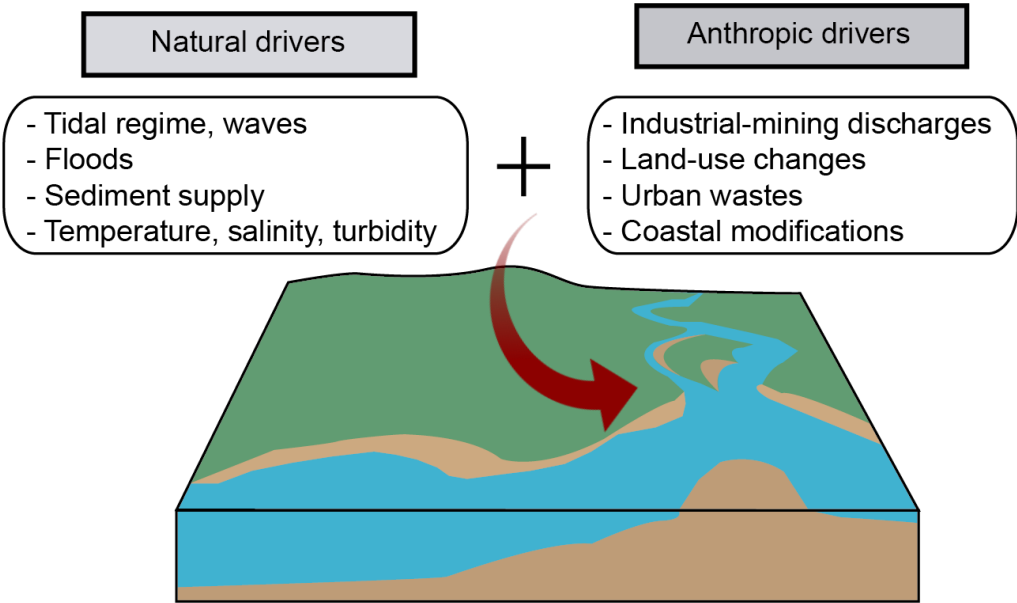 Natural drivers
- Tidal regime, waves
- Floods
- Sediment supply
- Temperature, salinity, turbidity
+
Anthropic drivers
- Industrial-mining discharges
- Land-use changes
- Urban wastes
- Coastal modifications